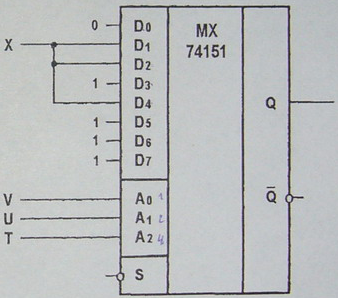 0 D0 MX
X D1 74151
D2
1 D3
D4 Q
1 D5
1 D6
1 D7
V A0 1 Q̅
U A1 2
T A2 4
S